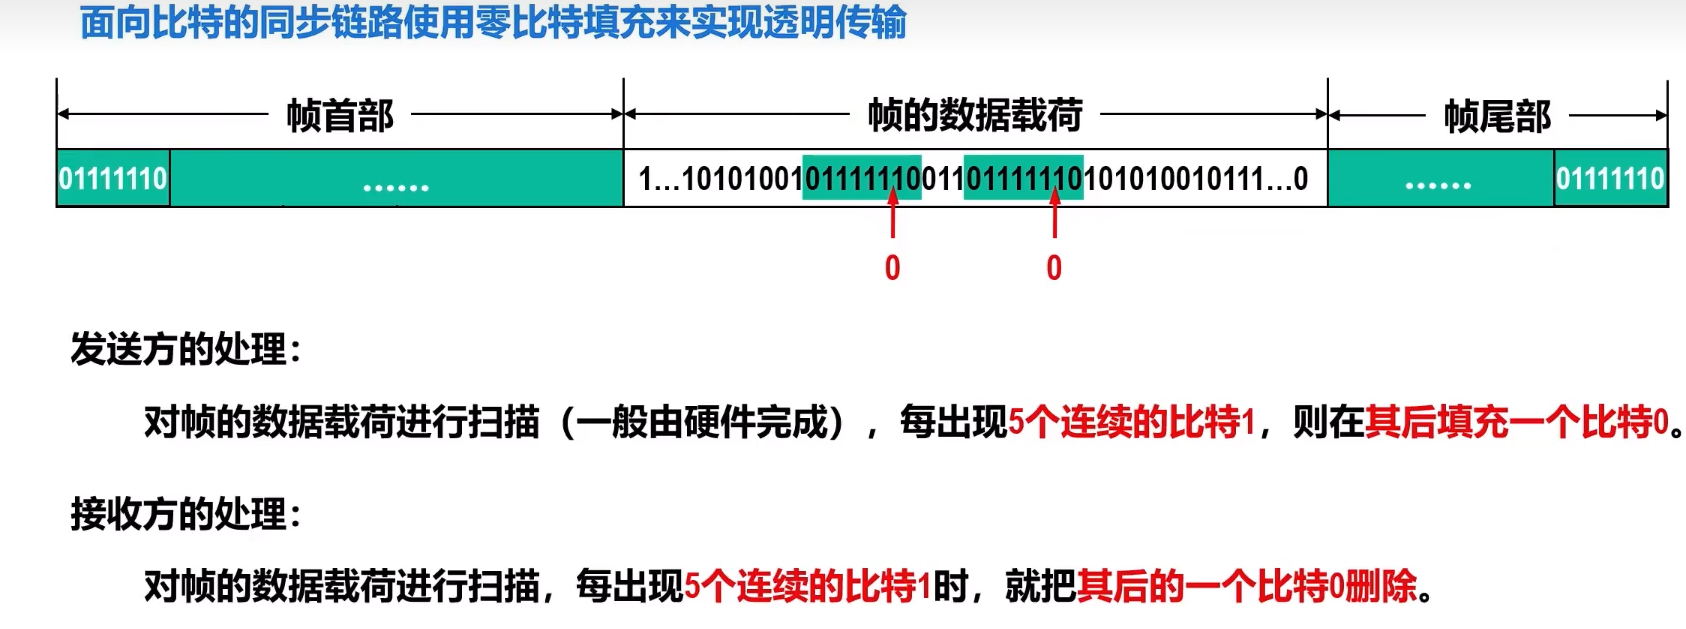 面向比特的同步链路使用零比特填充来实现透明传输
帧首部 帧的数据载荷 帧尾部
01111110 …… 1…101010010111111001101111110101010010111…0 …… 01111110
0 0
发送方的处理：
对帧的数据载荷进行扫描（一般由硬件完成），每出现5个连续的比特1，则在其后填充一个比特0。
接收方的处理：
对帧的数据载荷进行扫描，每出现5个连续的比特1时，就把其后的一个比特0删除。